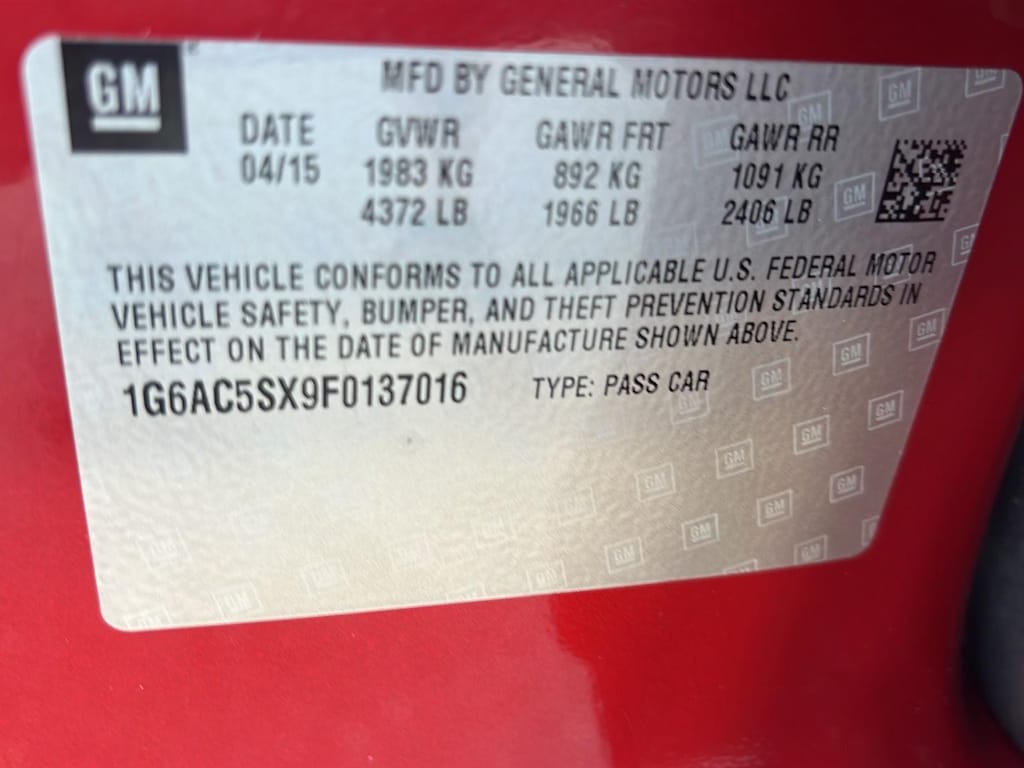 GM
MFD BY GENERAL MOTORS LLC
DATE GVWR GAWR FRT GAWR RR
04/15 1983 KG 892 KG 1091 KG
4372 LB 1966 LB 2406 LB
THIS VEHICLE CONFORMS TO ALL APPLICABLE U.S. FEDERAL MOTOR
VEHICLE SAFETY, BUMPER, AND THEFT PREVENTION STANDARDS IN
EFFECT ON THE DATE OF MANUFACTURE SHOWN ABOVE.
1G6AC5SX9F0137016 TYPE: PASS CAR